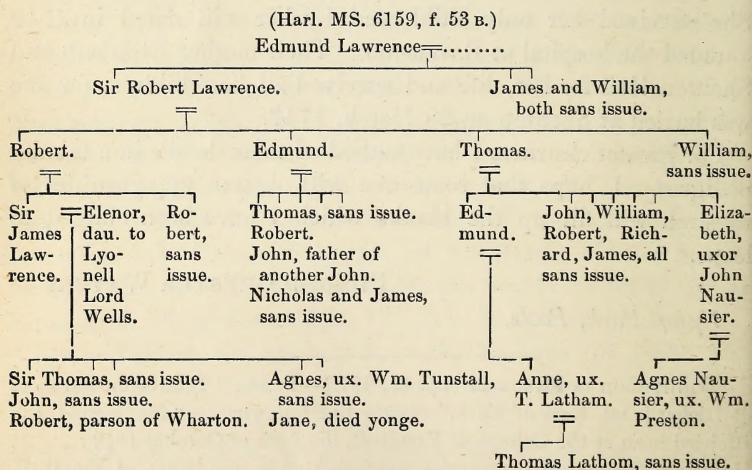 (Harl. MS. 6159, f. 53 B.)
Edmund Lawrence=.........
Sir Robert Lawrence. James and William,
both sans issue.
Robert. Edmund. Thomas. William,
sans issue.
Sir =Elenor, Ro- Thomas, sans issue. Ed- John, William, Eliza-
James dau. to bert, Robert. mund. Robert, Rich- beth,
Law- Lyo- sans John, father of ard, James, all uxor
rence. nell issue. another John. sans issue. John
Lord Nicholas and James, Nau-
Wells. sans issue. sier.
Sir Thomas, sans issue. Agnes, ux. Wm. Tunstall, Anne, ux. Agnes Nau-
John, sans issue. sans issue. T. Latham. sier, ux. Wm.
Robert, parson of Wharton. Jane, died yonge. Preston.
Thomas Lathom, sans issue.